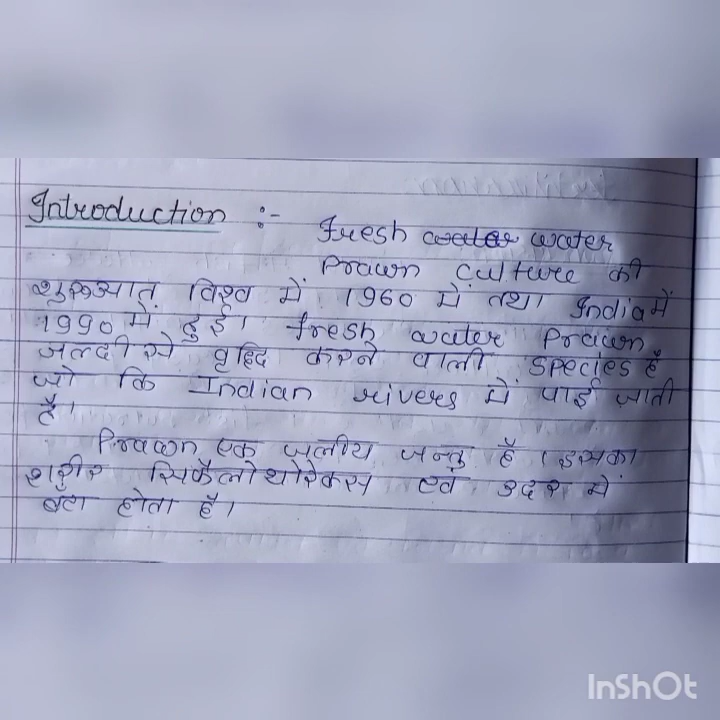 Introduction :-
Fresh water water
Prawn culture की
शुरूआत विश्व में 1960 में तथा India में
1990 में हुई। fresh water Prawn
जल्दी से वृद्धि करने वाली species है
जो कि Indian rivers में पाई जाती
है।
Prawn एक जलीय जन्तु है। इसका
शरीर सिफैलोथोरेक्स एवं उदर में
बटा होता है।
InShOt